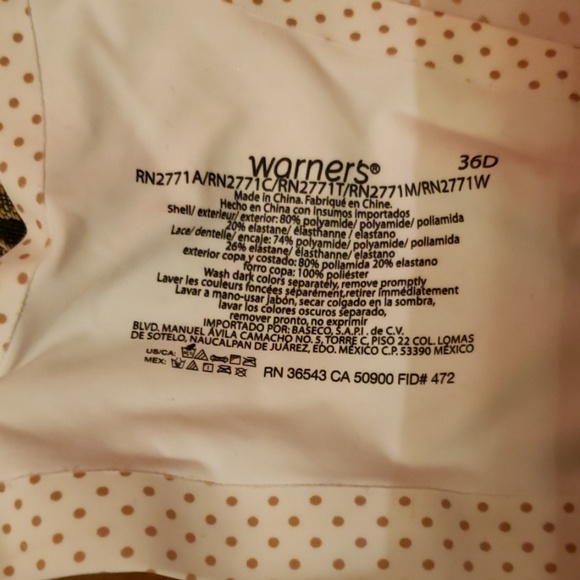 warner's® 36D
RN2771A/RN2771C/RN2771T/RN2771M/RN2771W
Made in China. Fabriqué en Chine.
Hecho en China con insumos importados
Shell/ exterieur/ exterior: 80% polyamide/ polyamide/ poliamida
20% elastane/ élasthanne/ elastano
Lace/ dentelle/ encaje: 74% polyamide/ polyamide/ poliamida
26% elastane/ élasthanne/ elastano
exterior copa y costado: 80% poliamida 20% elastano
forro copa: 100% poliéster
Wash dark colors separately, remove promptly
Laver les couleurs foncées séparément,retirer immédiatement
Lavar a mano-usar jabón, secar colgado en la sombra,
lavar los colores oscuros separado,
remover pronto, no exprimir
IMPORTADO POR: BASECO, S.A.P.I . de C.V.
BLVD. MANUEL ÁVILA CAMACHO NO. 5, TORRE C, PISO 22 COL. LOMAS
DE SOTELO, NAUCALPAN DE JUÁREZ, EDO. MÉXICO C.P. 53390 MÉXICO
US/CA:
MEX:
RN 36543 CA 50900 FID# 472